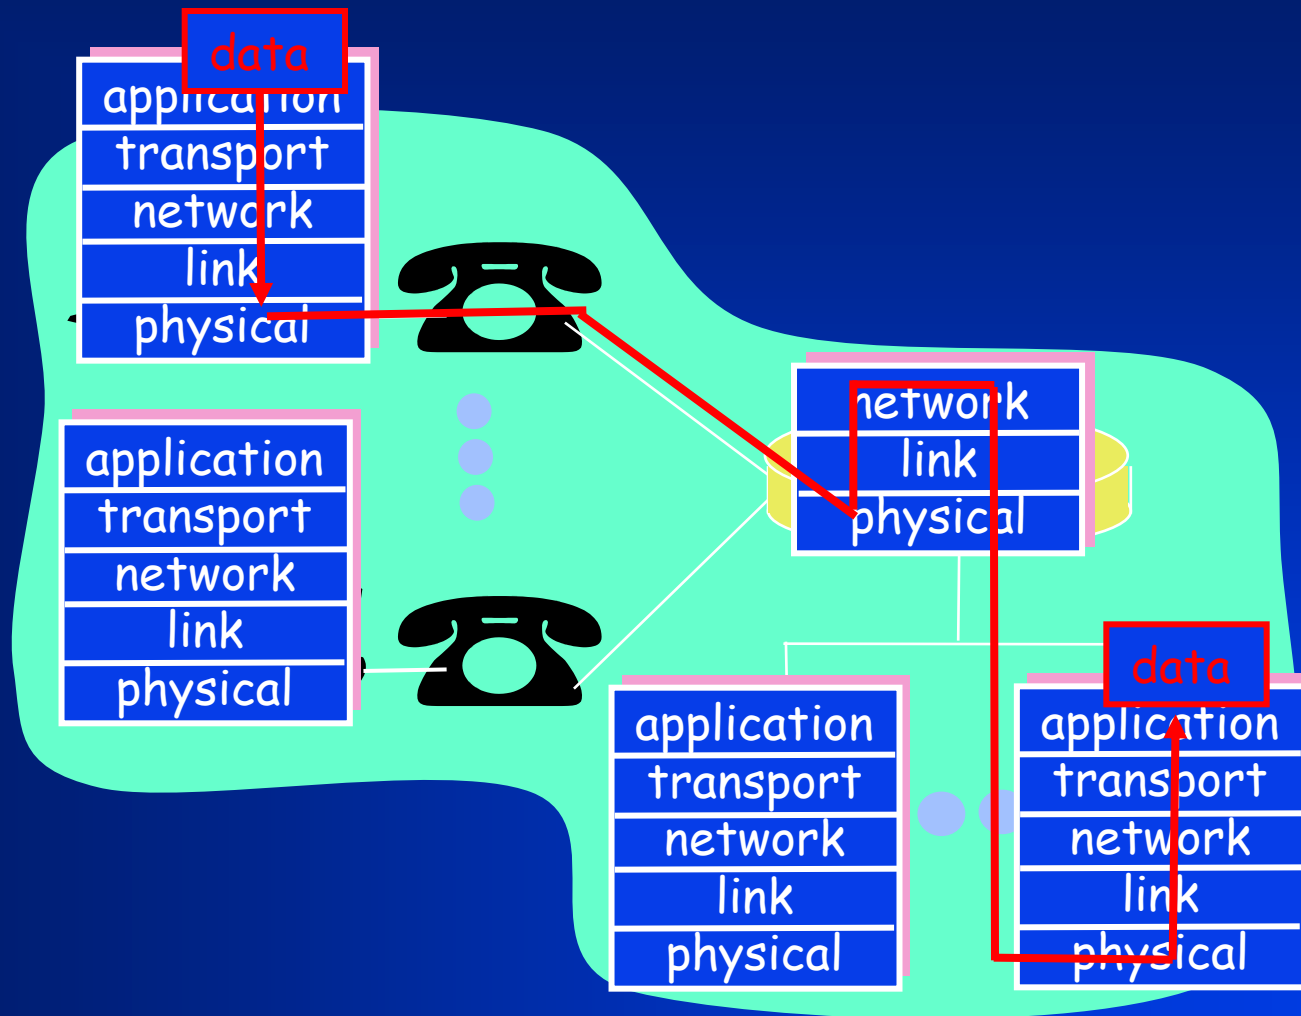 data
application
transport
network
link
physical
application
transport
network
link
physical
network
link
physical
application
transport
network
link
physical
data
application
transport
network
link
physical